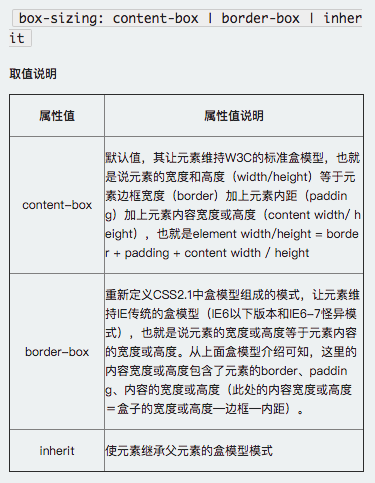 box-sizing: content-box | border-box | inher
it
取值说明
属性值 属性值说明
content-box
默认值，其让元素维持W3C的标准盒模型，也就
是说元素的宽度和高度（width/height）等于元
素边框宽度（border）加上元素内距（paddin
g）加上元素内容宽度或高度（content width/ h
eight），也就是element width/height = borde
r + padding + content width / height
border-box
重新定义CSS2.1中盒模型组成的模式，让元素维
持IE传统的盒模型（IE6以下版本和IE6-7怪异模
式），也就是说元素的宽度或高度等于元素内容
的宽度或高度。从上面盒模型介绍可知，这里的
内容宽度或高度包含了元素的border、paddin
g、内容的宽度或高度（此处的内容宽度或高度
＝盒子的宽度或高度—边框—内距）。
inherit 使元素继承父元素的盒模型模式